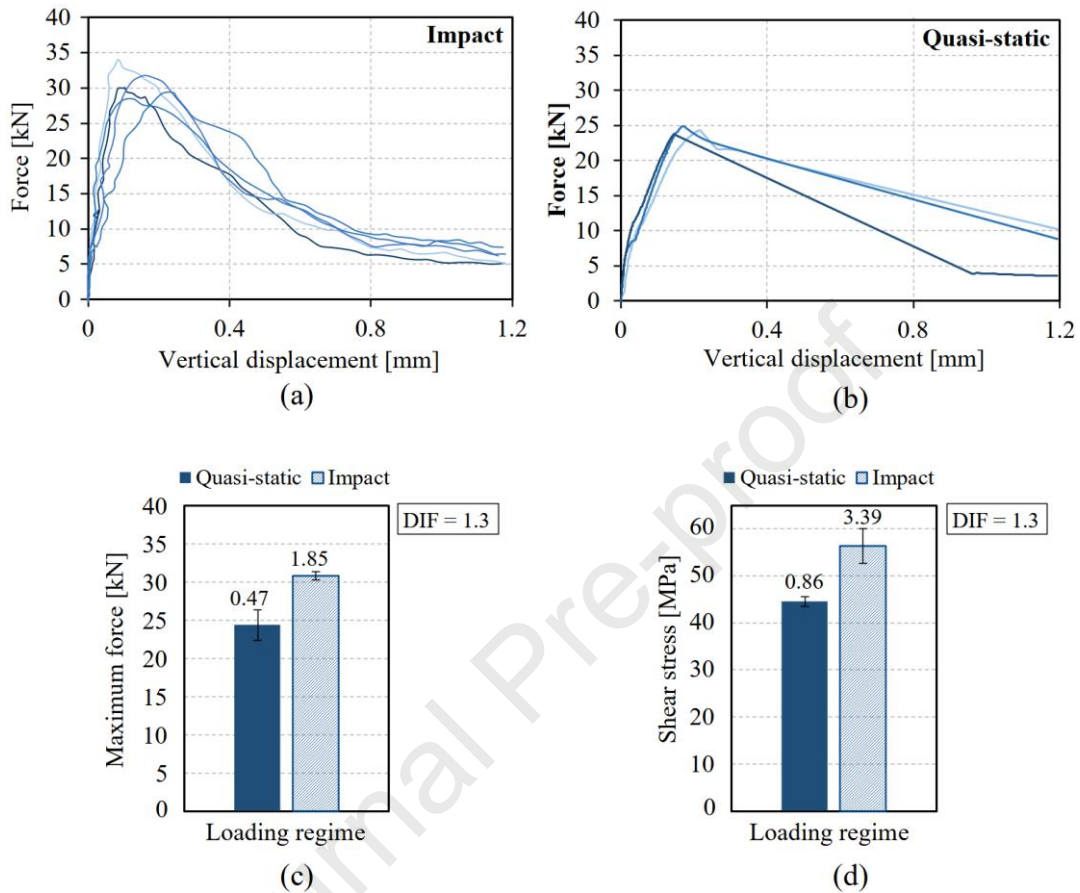 Impact
Force [kN]
40
35
30
25
20
15
10
5
0
0 0.4 0.8 1.2
Vertical displacement [mm]
(a)
Quasi-static
Force [kN]
40
35
30
25
20
15
10
5
0
0 0.4 0.8 1.2
Vertical displacement [mm]
(b)
Quasi-static Impact
DIF = 1.3
Maximum force [kN]
40
35
30
25
20
15
10
5
0
0.47
1.85
Loading regime
(c)
Quasi-static Impact
DIF = 1.3
Shear stress [MPa]
60
50
40
30
20
10
0
0.86
3.39
Loading regime
(d)
rnal Pre-proof